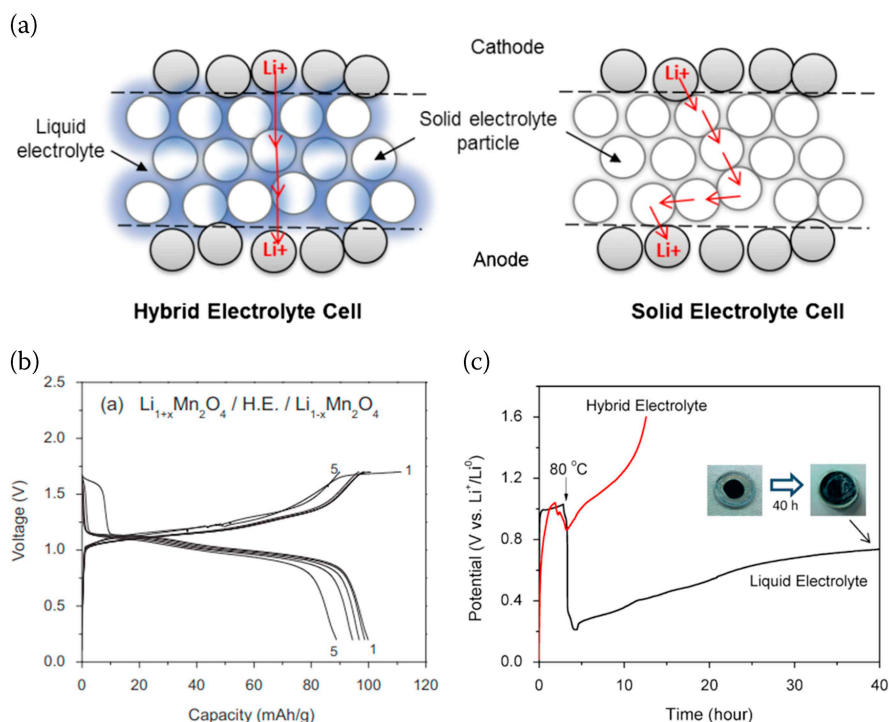 (a)
Cathode
Li+
Li+
Liquid
electrolyte
Solid electrolyte
particle
Li+
Li+
Anode
Hybrid Electrolyte Cell
Solid Electrolyte Cell
(b)
2.5
2.0
1.5
1.0
0.5
0.0
Voltage (V)
(a) Li1+xMn2O4 / H.E. / Li1-xMn2O4
5
1
5
1
0 20 40 60 80 100 120
Capacity (mAh/g)
(c)
1.6
1.2
0.8
0.4
0.0
Potential (V vs. Li+/Li0)
Hybrid Electrolyte
80 °C
40 h
Liquid Electrolyte
0 10 20 30 40
Time (hour)